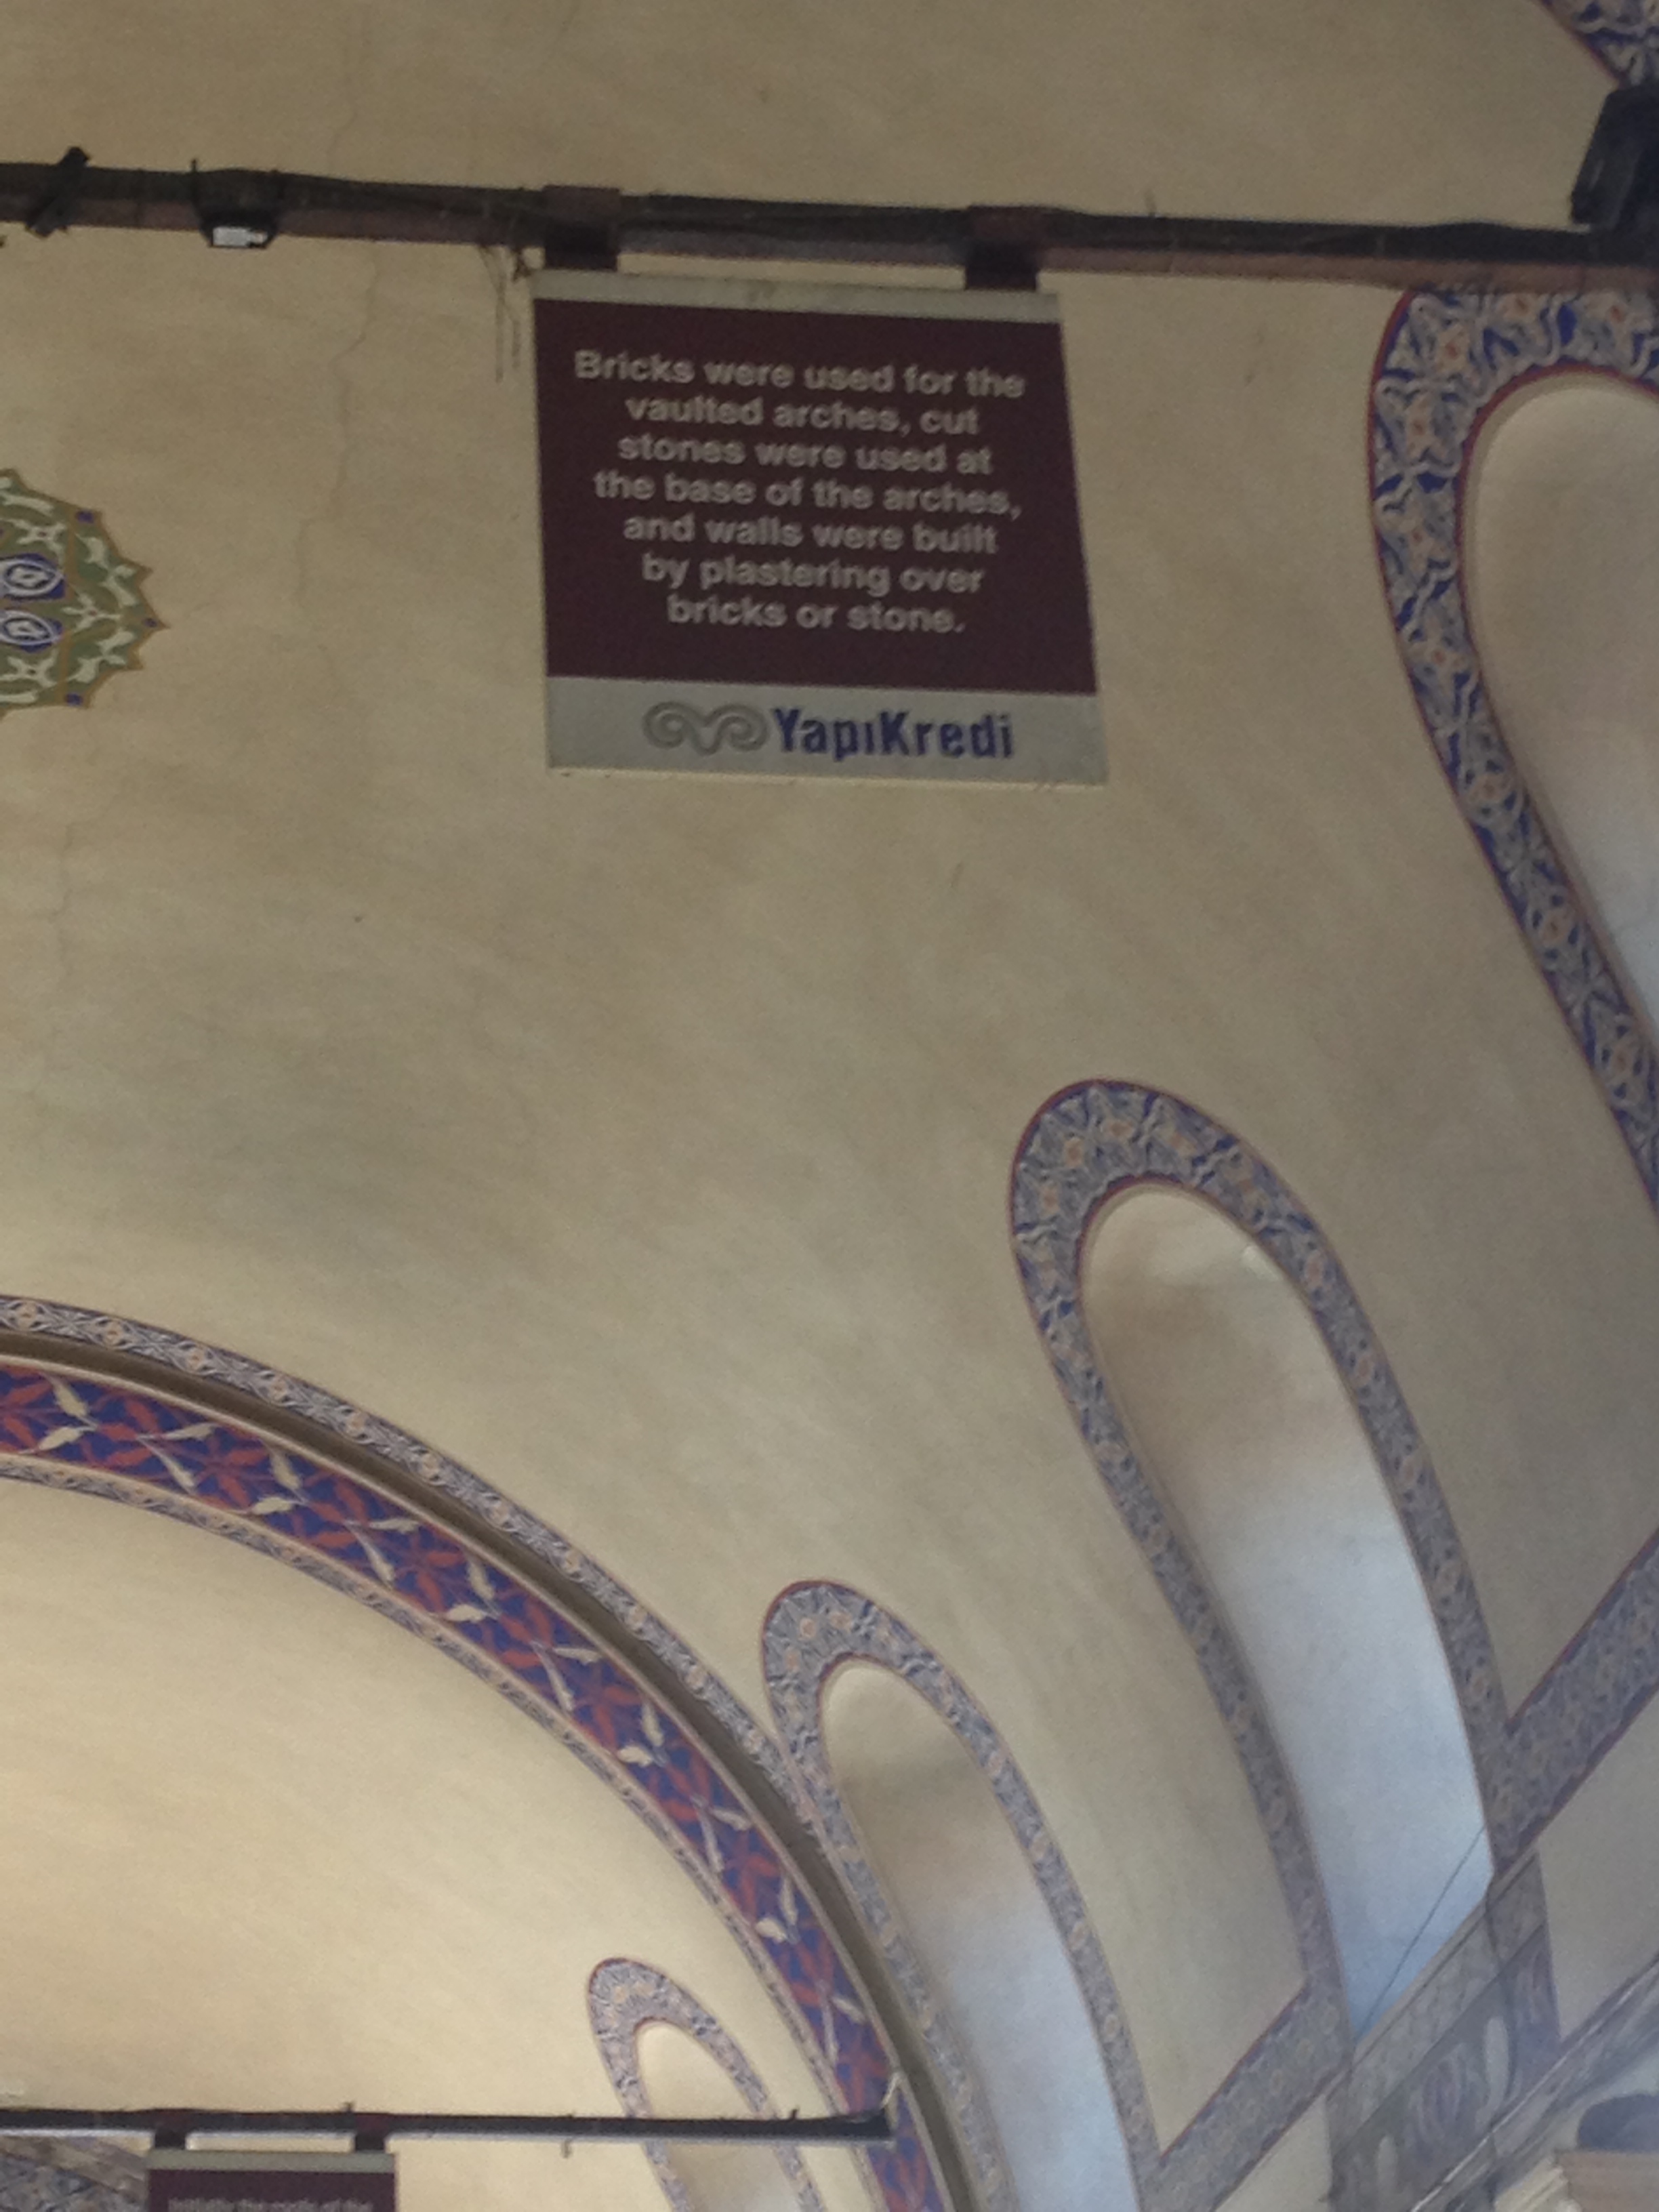 Bricks were used for the
vaulted arches, cut
stones were used at
the base of the arches,
and walls were built
by plastering over
bricks or stone.
YapıKredi